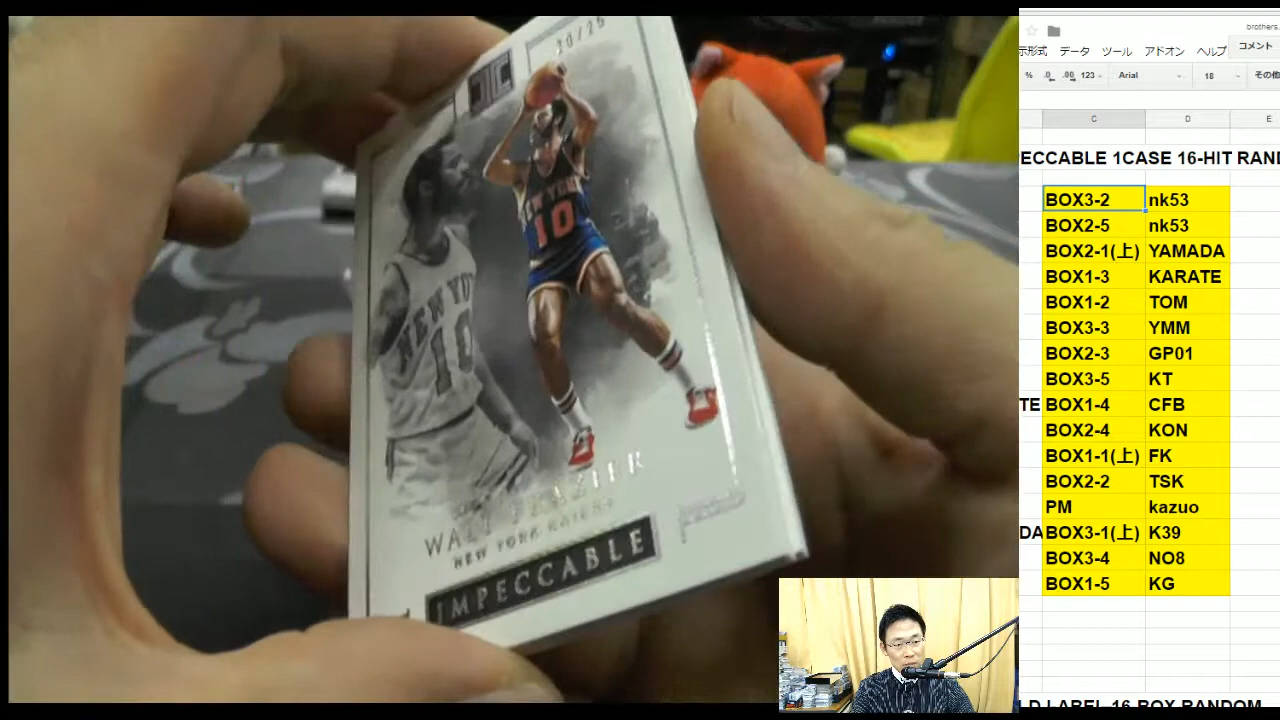 20/25
NEW YORK
10
NEW YO
10
WALT FRAZIER
NEW YORK KNICKS
IMPECCABLE
brothers.
コメント
示形式 データ ツール アドオン ヘルプ
% .0 .00 123 Arial 18 その他
C D E
PECCABLE 1CASE 16-HIT RAND
BOX3-2 nk53
BOX2-5 nk53
BOX2-1(上) YAMADA
BOX1-3 KARATE
BOX1-2 TOM
BOX3-3 YMM
BOX2-3 GP01
BOX3-5 KT
TE BOX1-4 CFB
BOX2-4 KON
BOX1-1(上) FK
BOX2-2 TSK
PM kazuo
DA BOX3-1(上) K39
BOX3-4 NO8
BOX1-5 KG
LD LABEL 16 BOX RANDOM